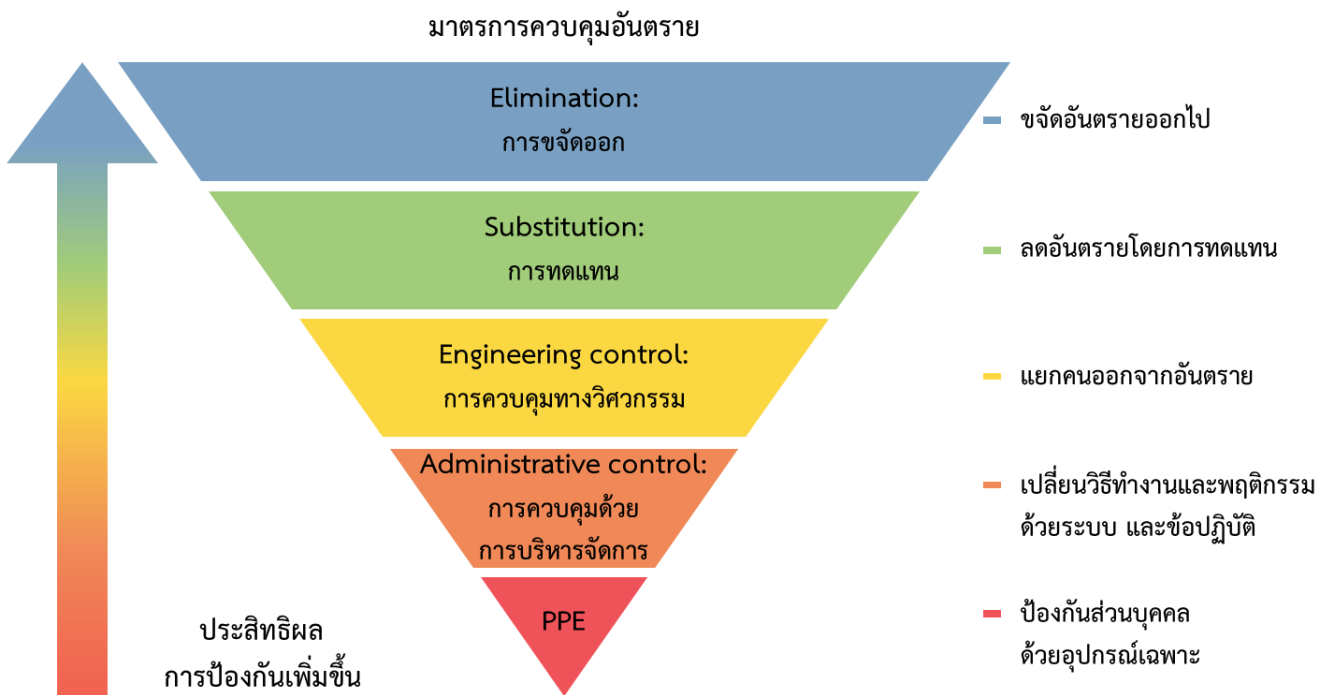 มาตรการควบคุมอันตราย
Elimination:
การขจัดออก
ขจัดอันตรายออกไป
Substitution:
การทดแทน
ลดอันตรายโดยการทดแทน
Engineering control:
การควบคุมทางวิศวกรรม
แยกคนออกจากอันตราย
Administrative control:
การควบคุมด้วย
การบริหารจัดการ
เปลี่ยนวิธีทำงานและพฤติกรรม
ด้วยระบบ และข้อปฏิบัติ
PPE
ป้องกันส่วนบุคคล
ด้วยอุปกรณ์เฉพาะ
ประสิทธิผล
การป้องกันเพิ่มขึ้น